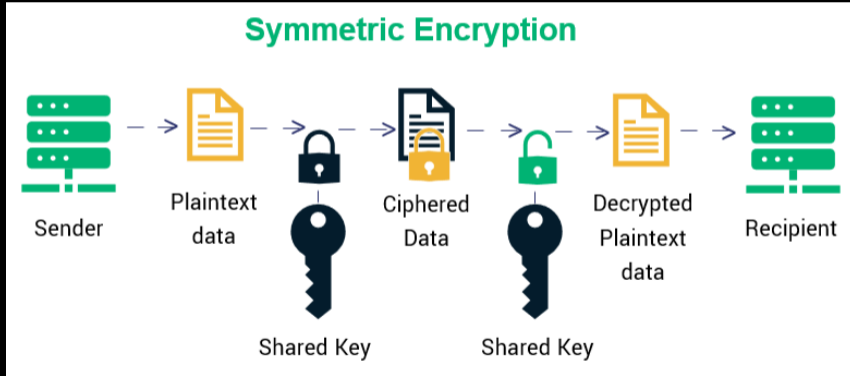 Symmetric Encryption
Sender
Plaintext
data
Ciphered
Data
Decrypted
Plaintext
data
Recipient
Shared Key
Shared Key